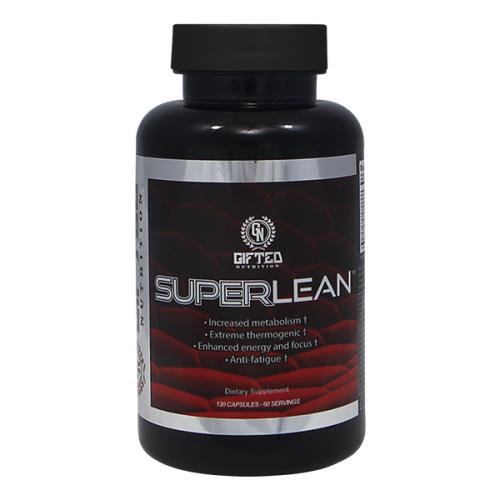 GN
GIFTED
NUTRITION
SUPERLEAN™
• Increased metabolism †
• Extreme thermogenic †
• Enhanced energy and focus †
• Anti-fatigue †
Dietary Supplement
120 CAPSULES - 60 SERVINGS
NUTRITION